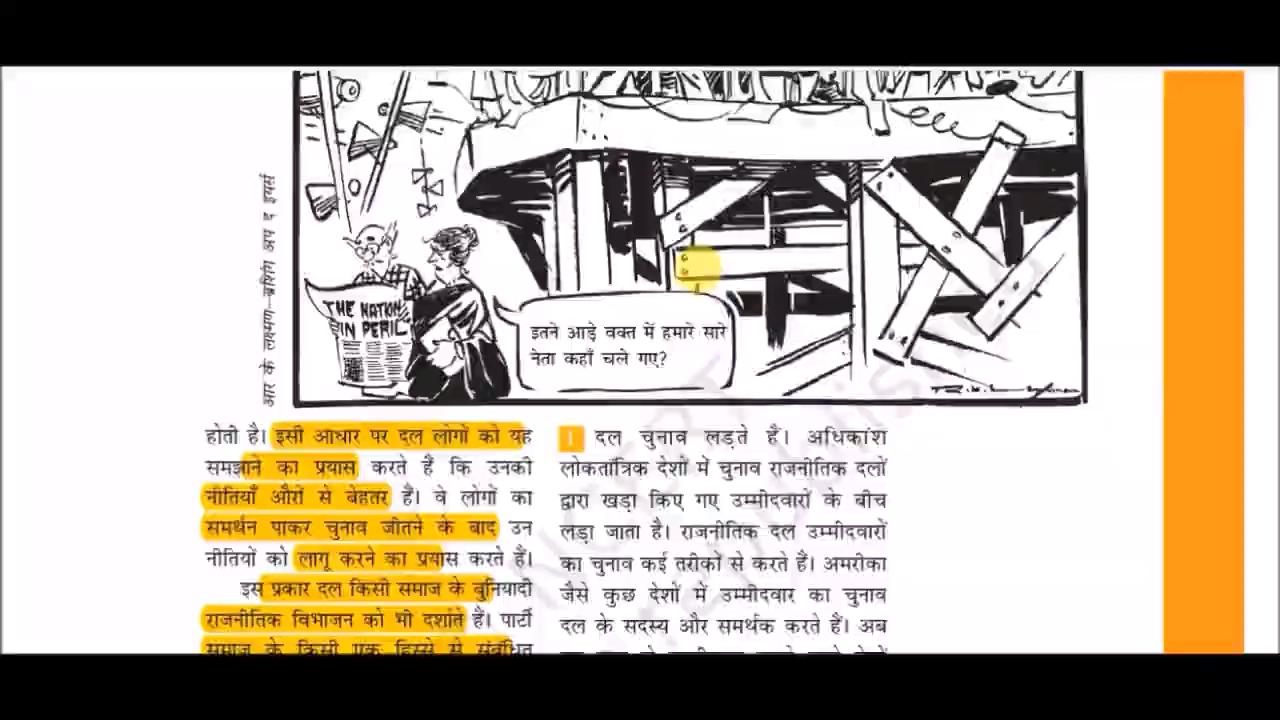 आर के लक्ष्मण—ब्रशिंग अप द इयर्स
THE NATION
IN PERIL
इतने आड़े वक्त में हमारे सारे
नेता कहाँ चले गए?
होती है। इसी आधार पर दल लोगों को यह
समझाने का प्रयास करते हैं कि उनकी
नीतियाँ औरों से बेहतर हैं। वे लोगों का
समर्थन पाकर चुनाव जीतने के बाद उन
नीतियों को लागू करने का प्रयास करते हैं।
इस प्रकार दल किसी समाज के बुनियादी
राजनीतिक विभाजन को भी दर्शाते हैं। पार्टी
समाज के किसी एक हिस्से से संबंधित
1 दल चुनाव लड़ते हैं। अधिकांश
लोकतांत्रिक देशों में चुनाव राजनीतिक दलों
द्वारा खड़ा किए गए उम्मीदवारों के बीच
लड़ा जाता है। राजनीतिक दल उम्मीदवारों
का चुनाव कई तरीकों से करते हैं। अमरीका
जैसे कुछ देशों में उम्मीदवार का चुनाव
दल के सदस्य और समर्थक करते हैं। अब